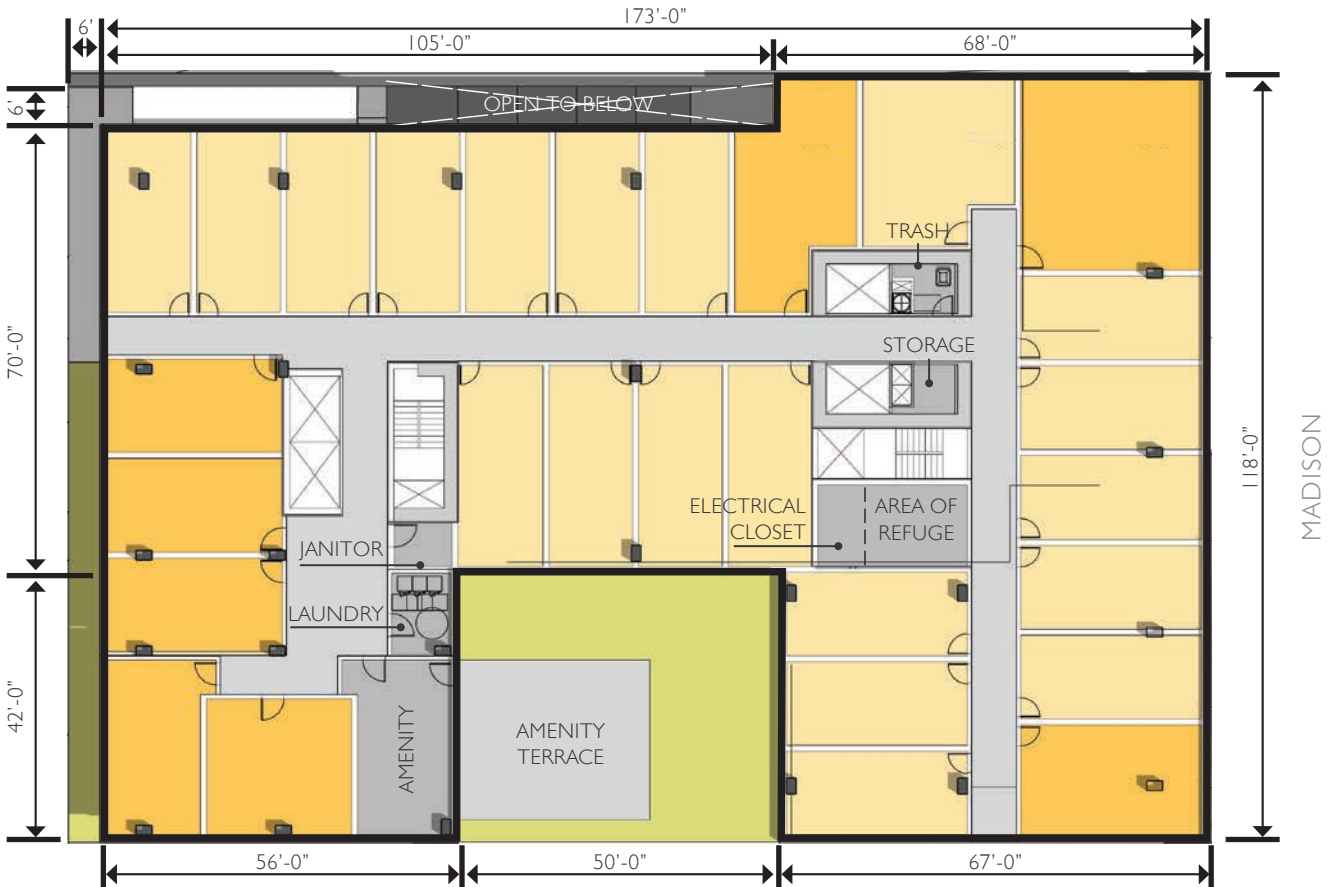 173’-0”
6’
105’-0”
68’-0”
6’
OPEN TO BELOW
TRASH
70’-0”
STORAGE
118’-0”
MADISON
ELECTRICAL
CLOSET
AREA OF
REFUGE
JANITOR
LAUNDRY
42’-0”
AMENITY
AMENITY
TERRACE
56’-0”
50’-0”
67’-0”